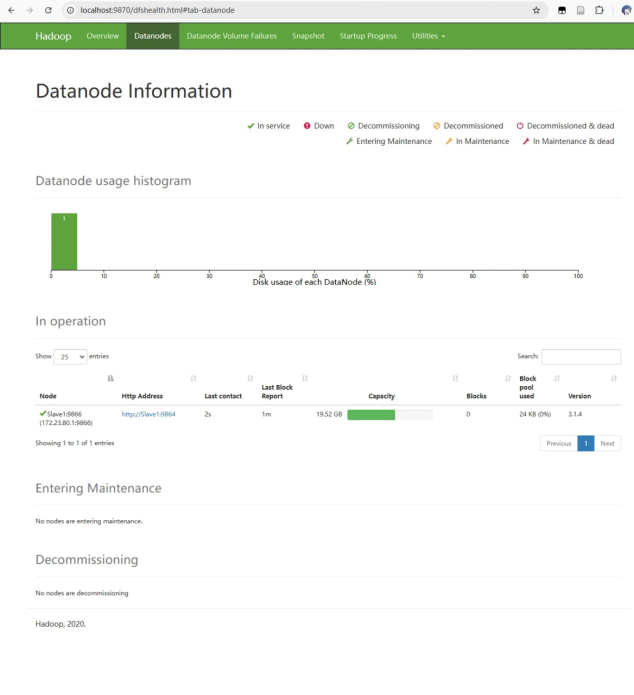 localhost:9870/dfshealth.html#tab-datanode
Hadoop Overview Datanodes Datanode Volume Failures Snapshot Startup Progress Utilities
Datanode Information
In service Down Decommissioning Decommissioned Decommissioned & dead
Entering Maintenance In Maintenance In Maintenance & dead
Datanode usage histogram
1
0 10 20 30 40 50 60 70 80 90 100
Disk usage of each DataNode (%)
In operation
Show 25 entries Search:
Node Http Address Last contact Last Block Report Capacity Blocks Block pool used Version
Slave1:9866 http://Slave1:9864 2s 1m 19.52 GB 0 24 KB (0%) 3.1.4
(172.23.80.1:9866)
Showing 1 to 1 of 1 entries Previous 1 Next
Entering Maintenance
No nodes are entering maintenance.
Decommissioning
No nodes are decommissioning
Hadoop, 2020.